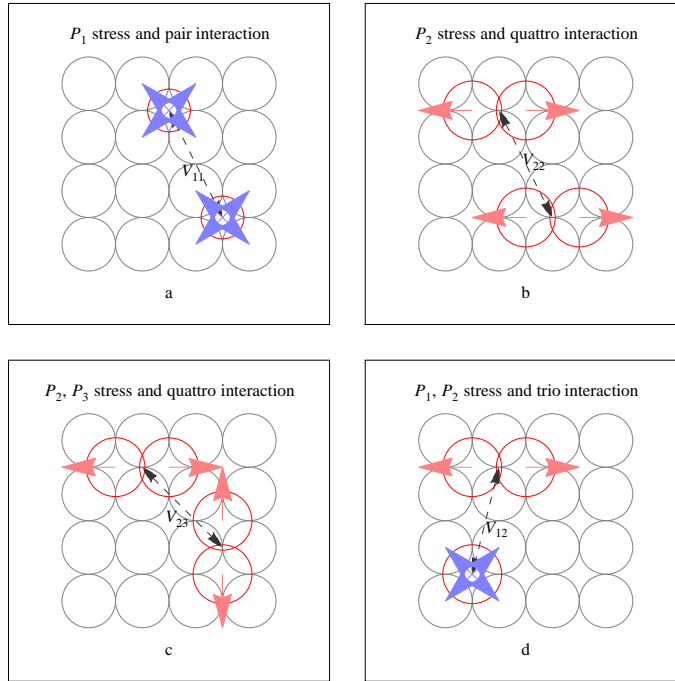 P₁ stress and pair interaction
V₁₁
a
P₂ stress and quattro interaction
V₂₂
b
P₂, P₃ stress and quattro interaction
V₂₃
c
P₁, P₂ stress and trio interaction
V₁₂
d